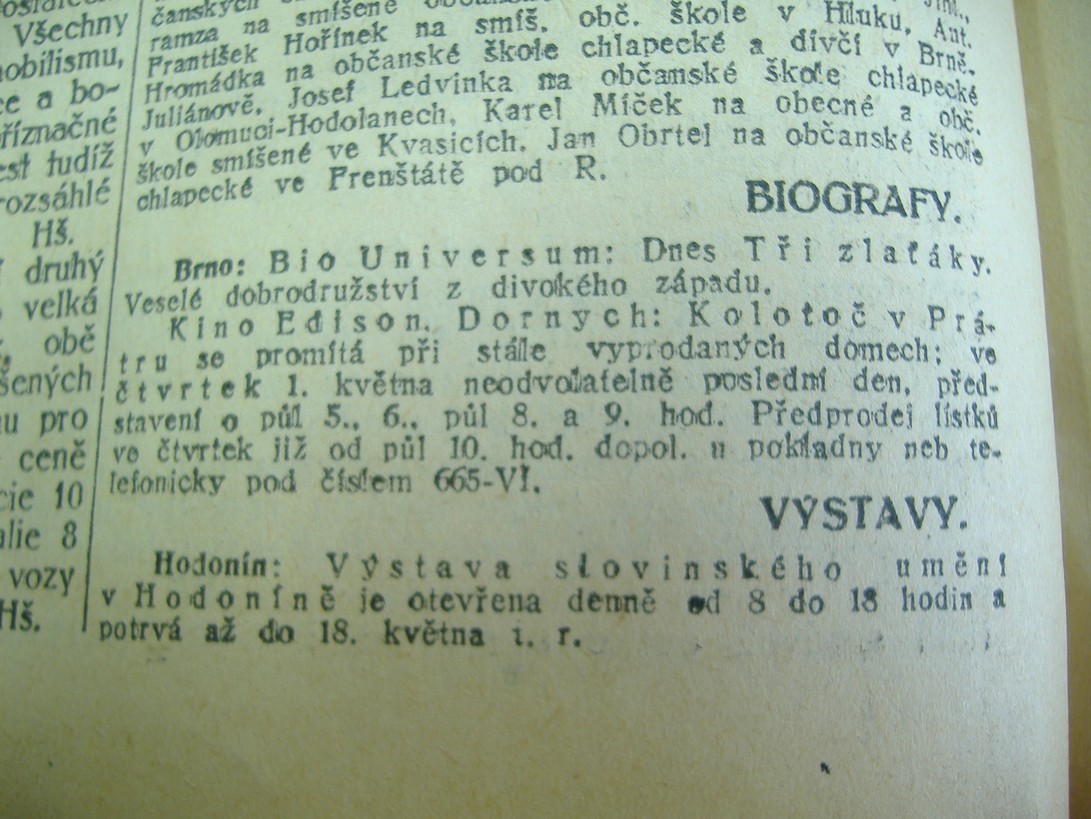 Všechny
mobilismu,
ce a bo-
příznačné
est tudíž
rozsáhlé
Hš.
druhý
velká
obě
šených
u pro
ceně
cie 10
alie 8
vozy
Hš.
čanských
ramza na smíšené
František Hořínek na smíš. obč. škole v Hluku, Ant.
Hromádka na občanské škole chlapecké a dívčí v Brně.
Juliánově. Josef Ledvinka na občanské škole chlapecké
v Olomuci-Hodolanech, Karel Míček na obecné a obč.
škole smíšené ve Kvasicích. Jan Obrtel na občanské škole
chlapecké ve Frenštátě pod R.
BIOGRAFY.
Brno: Bio Universum: Dnes Tři zlaťáky.
Veselé dobrodružství z divokého západu.
Kino Edison. Dornych: Kolotoč v Prá-
tru se promítá při stále vyprodaných domech; ve
čtvrtek 1. května neodvolatelně poslední den, před-
stavení o půl 5., 6., půl 8. a 9. hod. Předprodej lístků
ve čtvrtek již od půl 10. hod. dopol. u pokladny neb te-
lefonicky pod číslem 665-VI.
VÝSTAVY.
Hodonín: Výstava slovinského umění
v Hodoníně je otevřena denně od 8 do 18 hodin a
potrvá až do 18. května t. r.